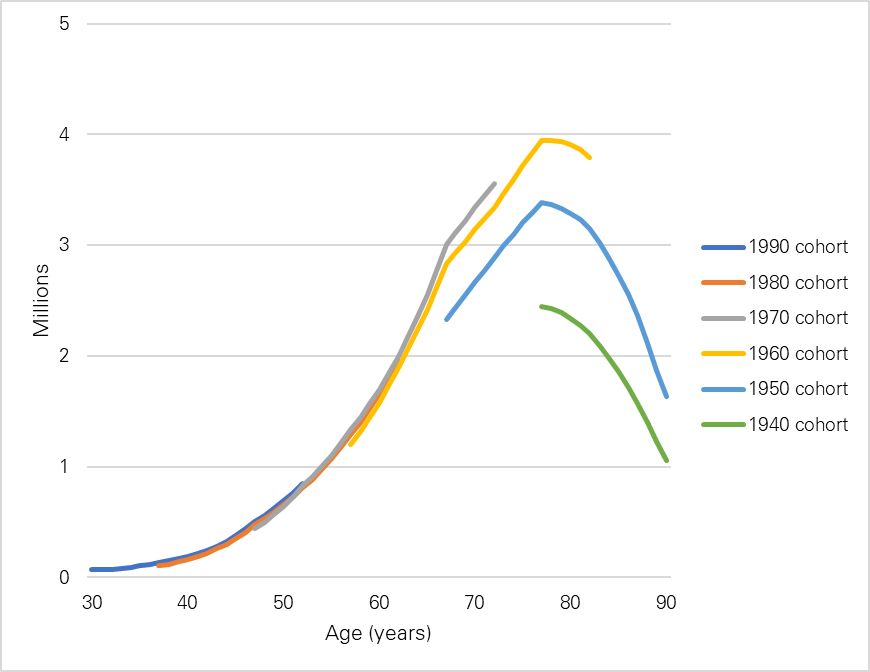 5
4
3
2
1
0
Millions
30 40 50 60 70 80 90
Age (years)
1990 cohort
1980 cohort
1970 cohort
1960 cohort
1950 cohort
1940 cohort